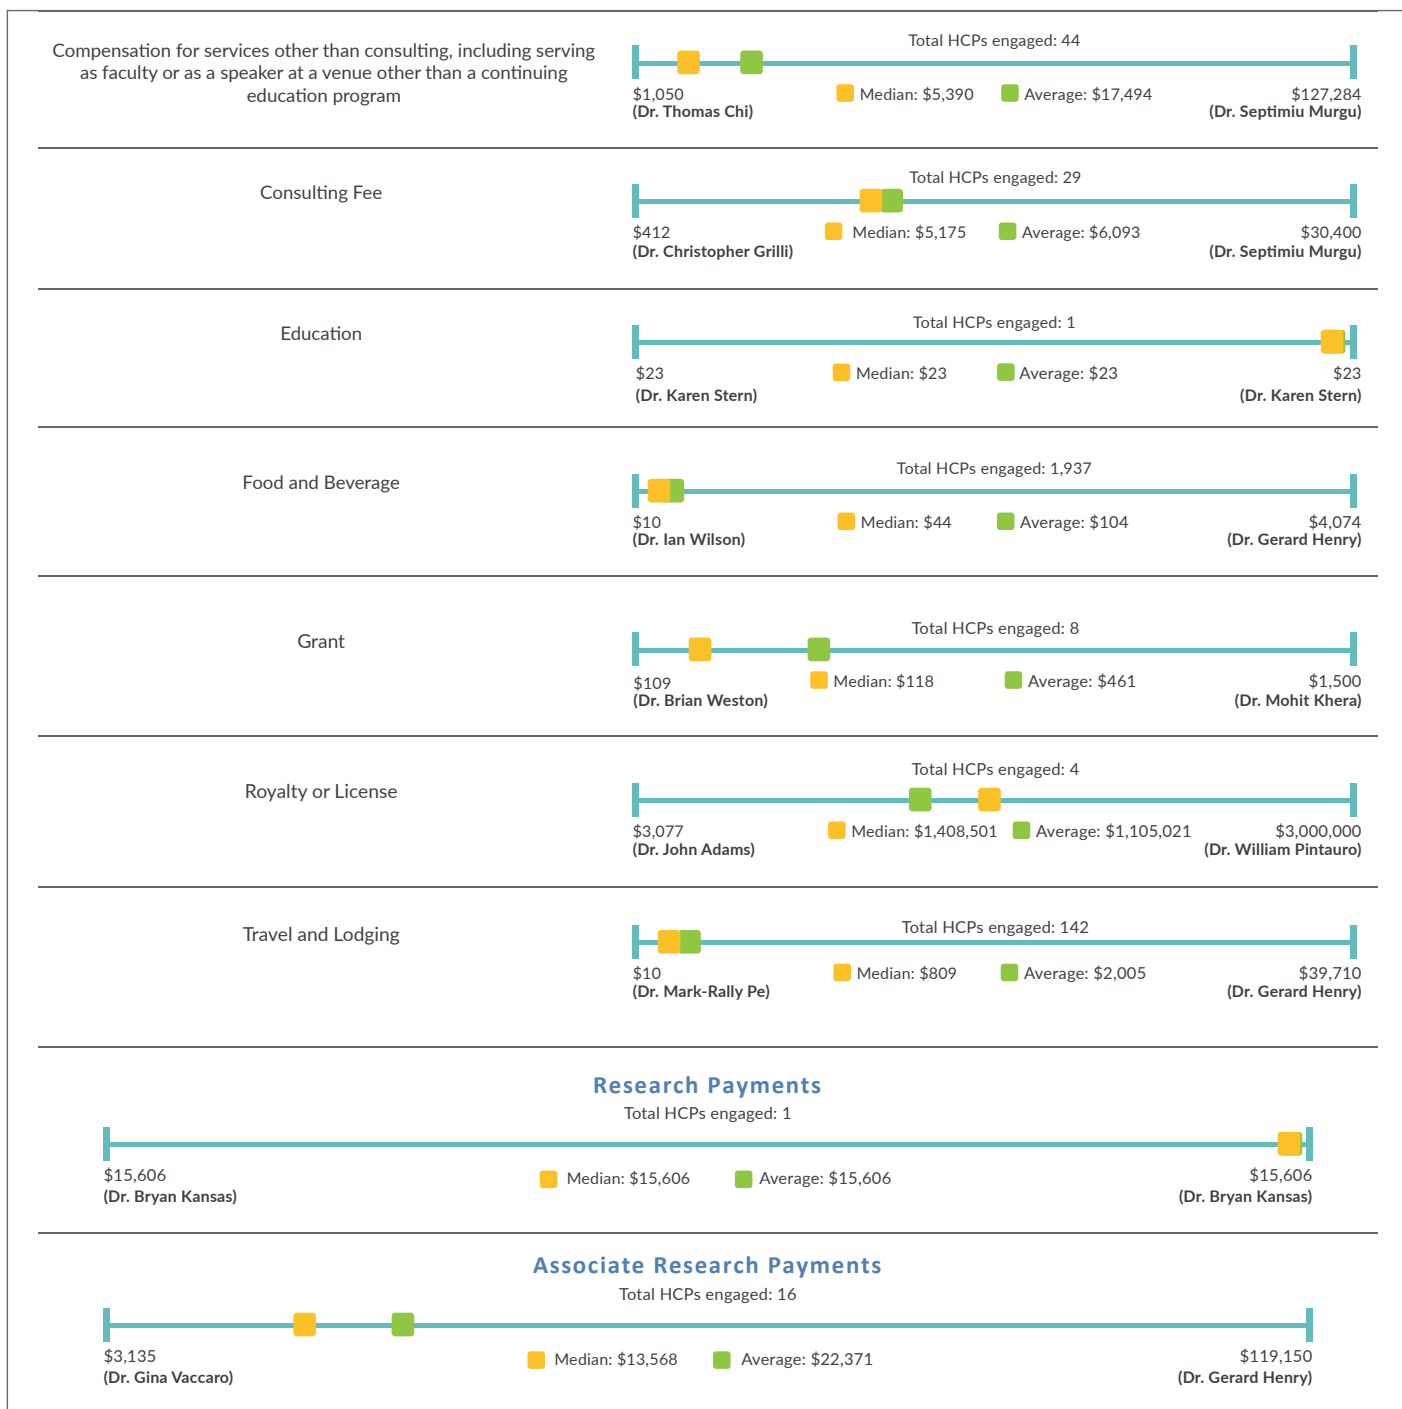 Compensation for services other than consulting, including serving
as faculty or as a speaker at a venue other than a continuing
education program
Total HCPs engaged: 44
$1,050
(Dr. Thomas Chi)
Median: $5,390
Average: $17,494
$127,284
(Dr. Septimiu Murgu)
Consulting Fee
Total HCPs engaged: 29
$412
(Dr. Christopher Grilli)
Median: $5,175
Average: $6,093
$30,400
(Dr. Septimiu Murgu)
Education
Total HCPs engaged: 1
$23
(Dr. Karen Stern)
Median: $23
Average: $23
$23
(Dr. Karen Stern)
Food and Beverage
Total HCPs engaged: 1,937
$10
(Dr. Ian Wilson)
Median: $44
Average: $104
$4,074
(Dr. Gerard Henry)
Grant
Total HCPs engaged: 8
$109
(Dr. Brian Weston)
Median: $118
Average: $461
$1,500
(Dr. Mohit Khera)
Royalty or License
Total HCPs engaged: 4
$3,077
(Dr. John Adams)
Median: $1,408,501
Average: $1,105,021
$3,000,000
(Dr. William Pintauro)
Travel and Lodging
Total HCPs engaged: 142
$10
(Dr. Mark-Rally Pe)
Median: $809
Average: $2,005
$39,710
(Dr. Gerard Henry)
Research Payments
Total HCPs engaged: 1
$15,606
(Dr. Bryan Kansas)
Median: $15,606
Average: $15,606
$15,606
(Dr. Bryan Kansas)
Associate Research Payments
Total HCPs engaged: 16
$3,135
(Dr. Gina Vaccaro)
Median: $13,568
Average: $22,371
$119,150
(Dr. Gerard Henry)